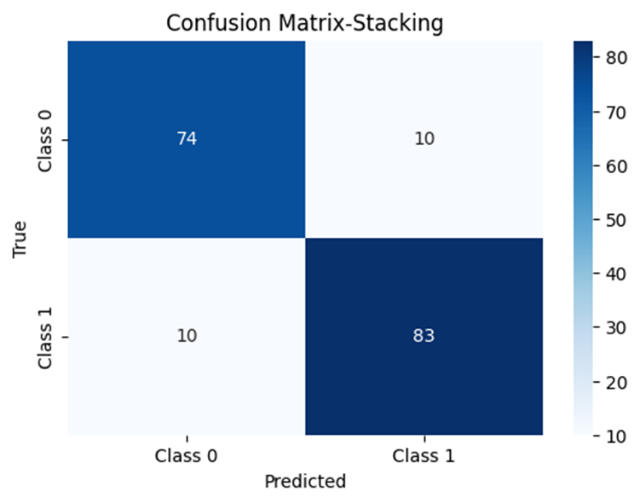 Confusion Matrix-Stacking
True
Class 0
74
10
Class 1
10
83
Class 0
Class 1
Predicted
80
70
60
50
40
30
20
10